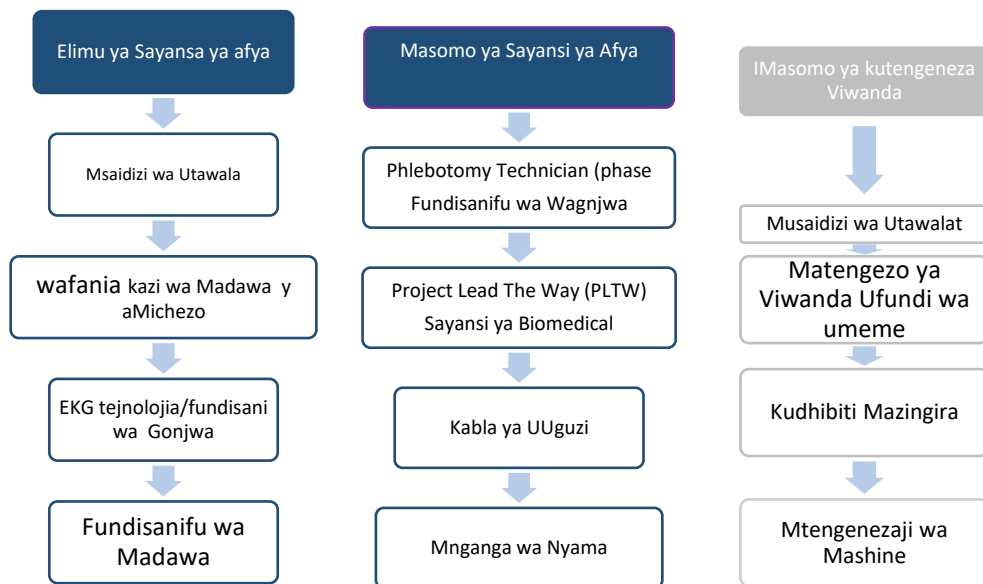 Elimu ya Sayansa ya afya
Msaidizi wa Utawala
wafania kazi wa Madawa y
aMichezo
EKG tejnolojia/fundisani
wa Gonjwa
Fundisanifu wa
Madawa
Masomo ya Sayansi ya Afya
Phlebotomy Technician (phase
Fundisanifu wa Wagnjwa
Project Lead The Way (PLTW)
Sayansi ya Biomedical
Kabla ya UUguzi
Mnganga wa Nyama
IMasomo ya kutengeneza
Viwanda
Musaidizi wa Utawalat
Matengezo ya
Viwanda Ufundi wa
umeme
Kudhibiti Mazingira
Mtengenezaji wa
Mashine